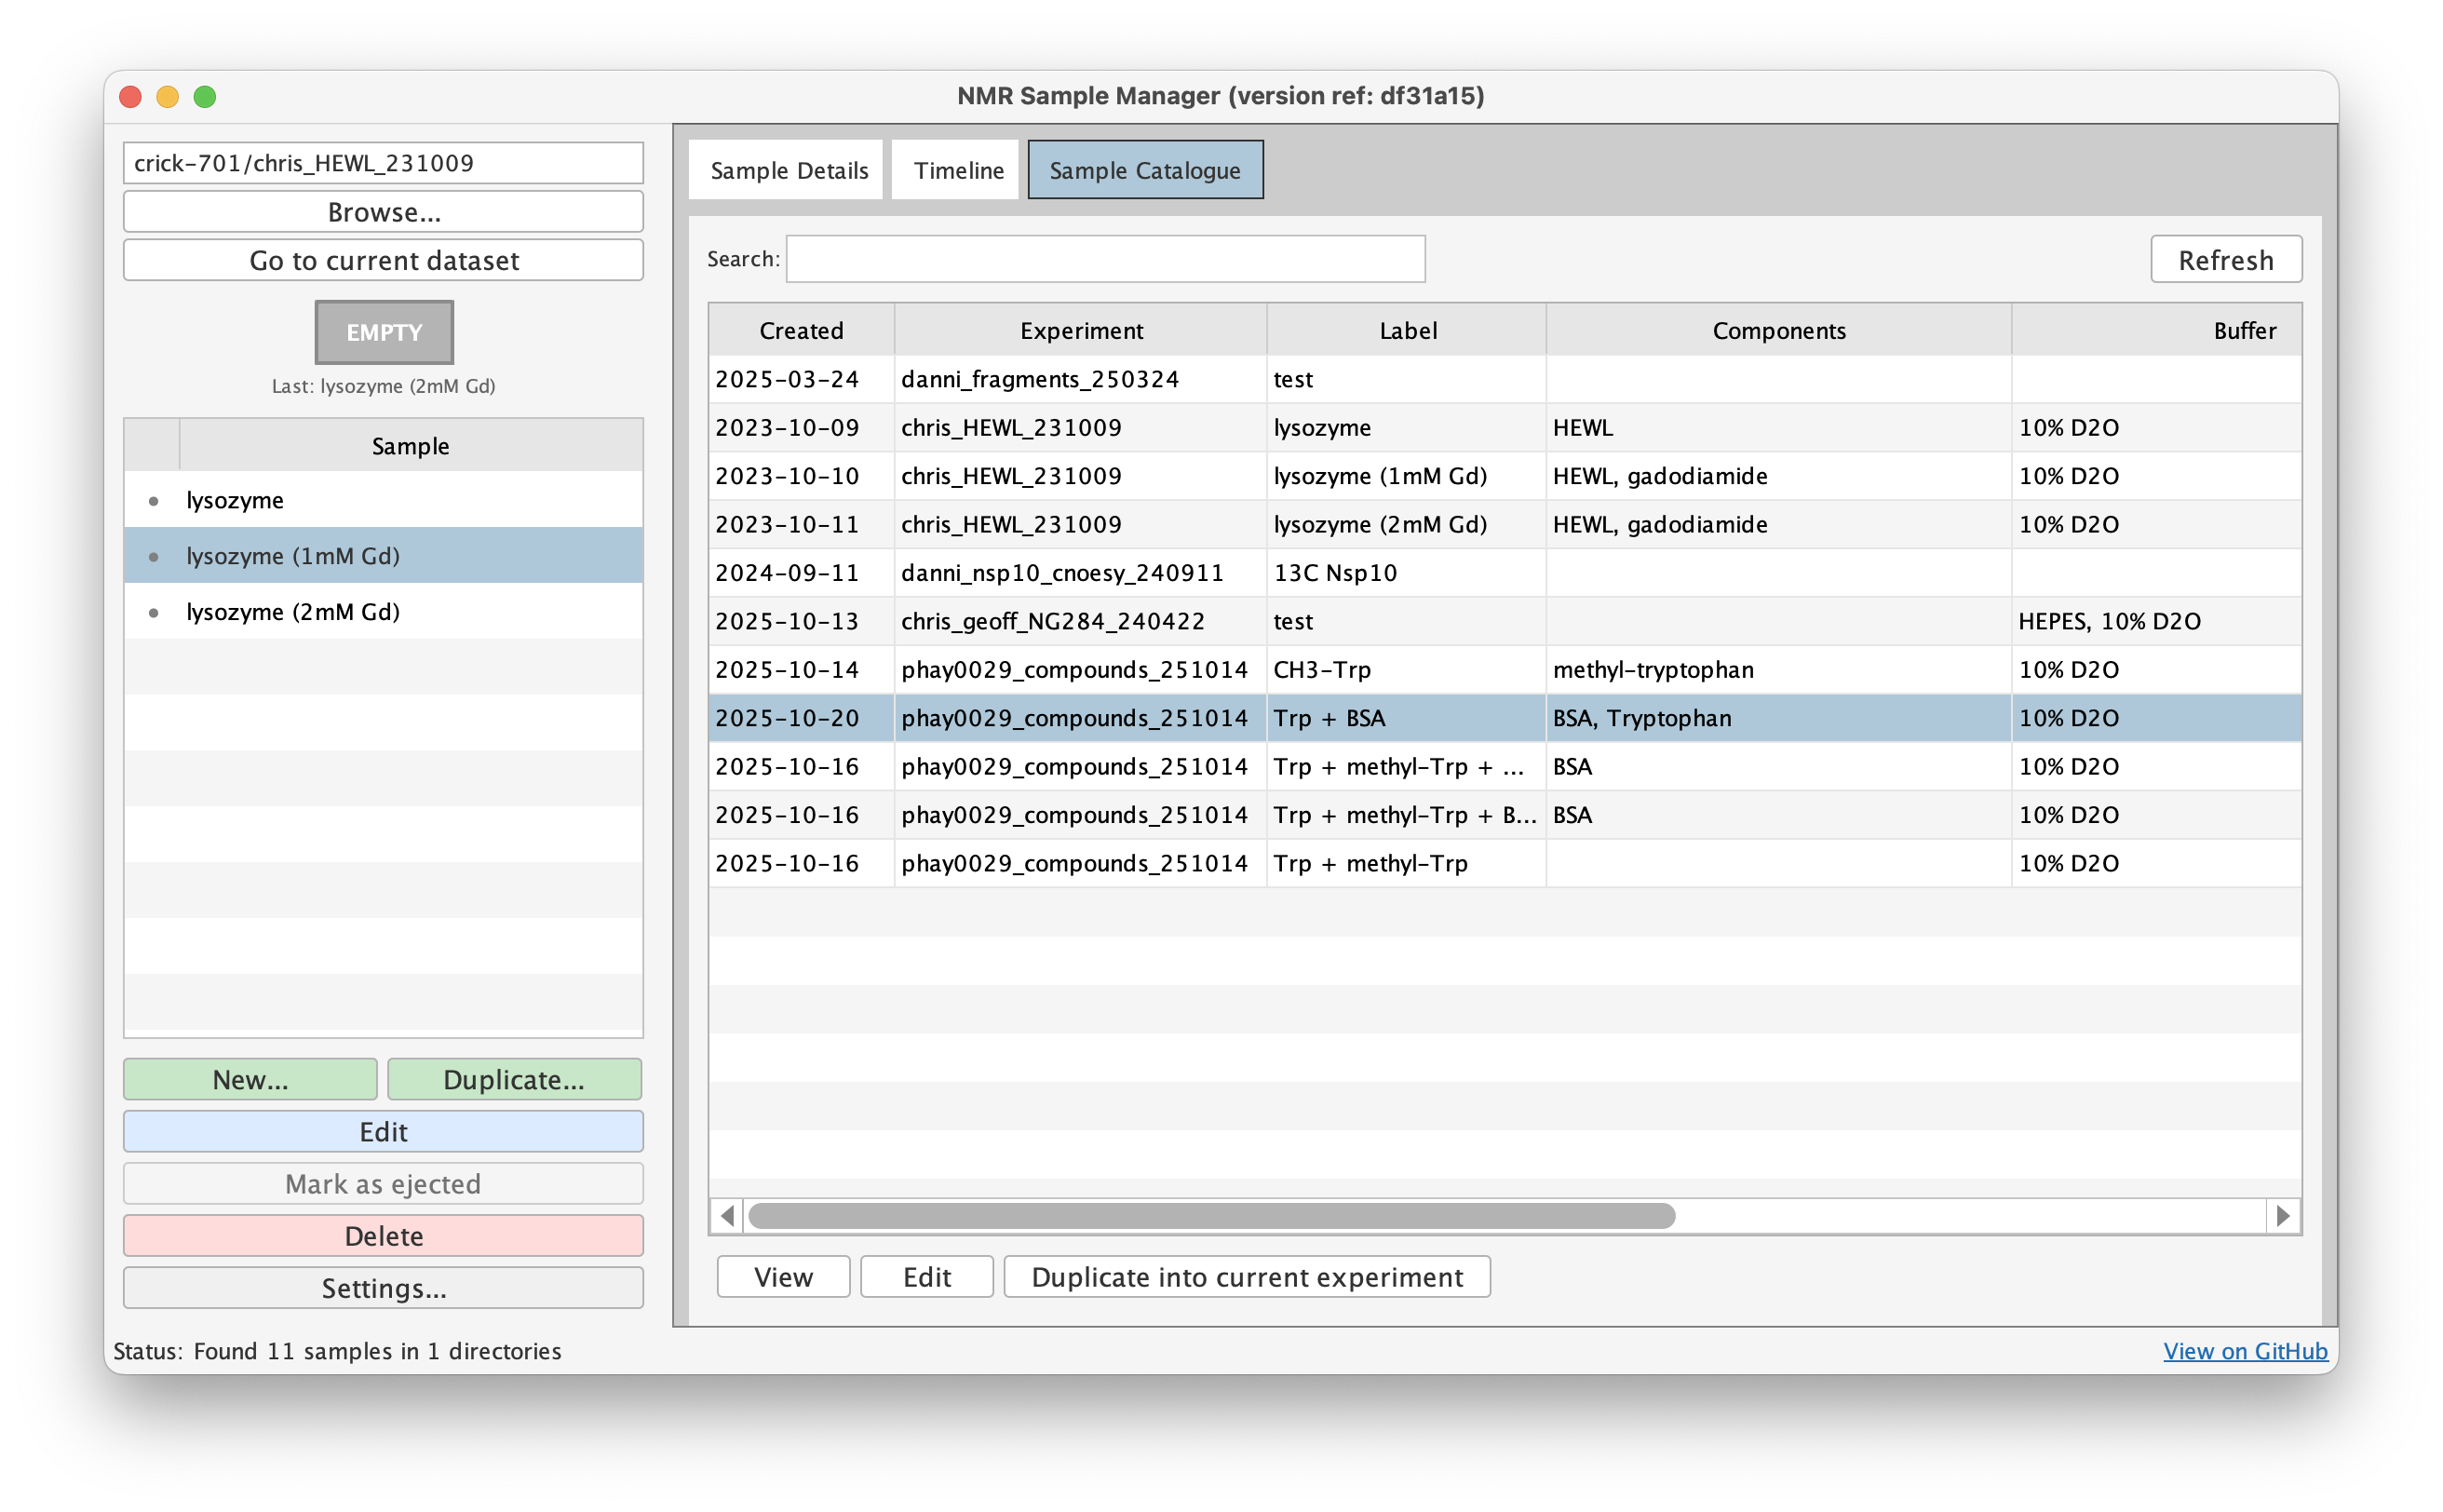 NMR Sample Manager (version ref: df31a15)
crick-701/chris_HEWL_231009
Browse...
Go to current dataset
EMPTY
Last: lysozyme (2mM Gd)
Sample
lysozyme
lysozyme (1mM Gd)
lysozyme (2mM Gd)
New... Duplicate...
Edit
Mark as ejected
Delete
Settings...
Sample Details Timeline Sample Catalogue
Search: Refresh
Created Experiment Label Components Buffer
2025-03-24 danni_fragments_250324 test
2023-10-09 chris_HEWL_231009 lysozyme HEWL 10% D2O
2023-10-10 chris_HEWL_231009 lysozyme (1mM Gd) HEWL, gadodiamide 10% D2O
2023-10-11 chris_HEWL_231009 lysozyme (2mM Gd) HEWL, gadodiamide 10% D2O
2024-09-11 danni_nsp10_cnoesy_240911 13C Nsp10
2025-10-13 chris_geoff_NG284_240422 test HEPES, 10% D2O
2025-10-14 phay0029_compounds_251014 CH3-Trp methyl-tryptophan 10% D2O
2025-10-20 phay0029_compounds_251014 Trp + BSA BSA, Tryptophan 10% D2O
2025-10-16 phay0029_compounds_251014 Trp + methyl-Trp + ... BSA 10% D2O
2025-10-16 phay0029_compounds_251014 Trp + methyl-Trp + B... BSA 10% D2O
2025-10-16 phay0029_compounds_251014 Trp + methyl-Trp 10% D2O
View Edit Duplicate into current experiment
Status: Found 11 samples in 1 directories
View on GitHub